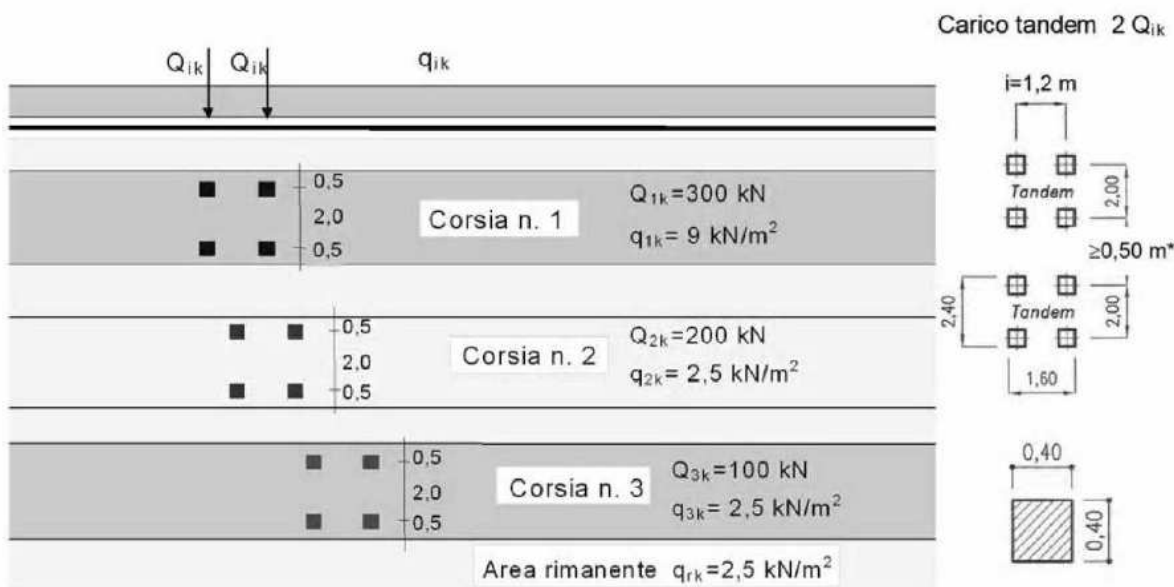 Carico tandem 2 Qik
Qik Qik qik
i=1,2 m
0,5
2,0
0,5
Corsia n. 1
Q1k=300 kN
q1k= 9 kN/m²
Tandem
2,00
≥0,50 m*
0,5
2,0
0,5
Corsia n. 2
Q2k=200 kN
q2k= 2,5 kN/m²
2,40
Tandem
2,00
1,60
0,5
2,0
0,5
Corsia n. 3
Q3k=100 kN
q3k= 2,5 kN/m²
0,40
0,40
Area rimanente qrk=2,5 kN/m²